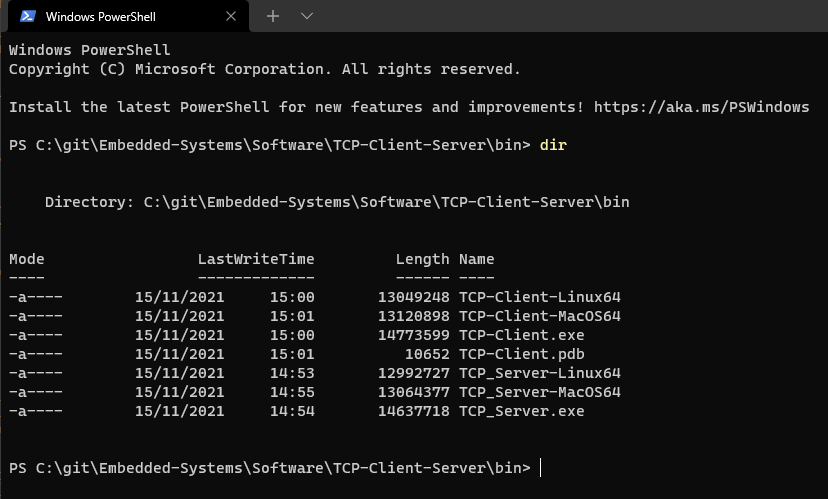 Windows PowerShell
Windows PowerShell
Copyright (C) Microsoft Corporation. All rights reserved.
Install the latest PowerShell for new features and improvements! https://aka.ms/PSWindows
PS C:\git\Embedded-Systems\Software\TCP-Client-Server\bin> dir
    Directory: C:\git\Embedded-Systems\Software\TCP-Client-Server\bin
Mode                 LastWriteTime         Length Name
----                 -------------         ------ ----
-a----        15/11/2021     15:00       13049248 TCP-Client-Linux64
-a----        15/11/2021     15:01       13120898 TCP-Client-MacOS64
-a----        15/11/2021     15:00       14773599 TCP-Client.exe
-a----        15/11/2021     15:01          10652 TCP-Client.pdb
-a----        15/11/2021     14:53       12992727 TCP_Server-Linux64
-a----        15/11/2021     14:55       13064377 TCP_Server-MacOS64
-a----        15/11/2021     14:54       14637718 TCP_Server.exe
PS C:\git\Embedded-Systems\Software\TCP-Client-Server\bin>